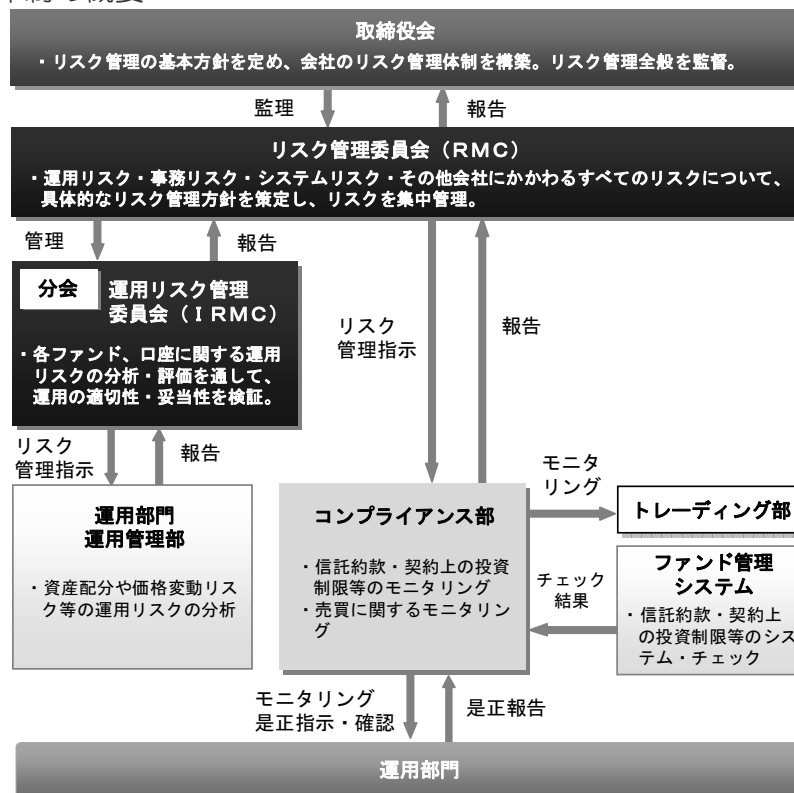 取締役会
・リスク管理の基本方針を定め、会社のリスク管理体制を構築。リスク管理全般を監督。
監理
報告
リスク管理委員会（ＲＭＣ）
・運用リスク・事務リスク・システムリスク・その他会社にかかわるすべてのリスクについて、
具体的なリスク管理方針を策定し、リスクを集中管理。
管理
報告
分会
運用リスク管理
委員会（ＩＲＭＣ）
・各ファンド、口座に関する運用
リスクの分析・評価を通して、
運用の適切性・妥当性を検証。
リスク
管理指示
報告
リスク
管理指示
報告
運用部門
運用管理部
・資産配分や価格変動リス
ク等の運用リスクの分析
コンプライアンス部
・信託約款・契約上の投資
制限等のモニタリング
・売買に関するモニタリン
グ
モニタ
リング
トレーディング部
チェック
結果
ファンド管理
システム
・信託約款・契約上
の投資制限等のシス
テム・チェック
モニタリング
是正指示・確認
是正報告
運用部門